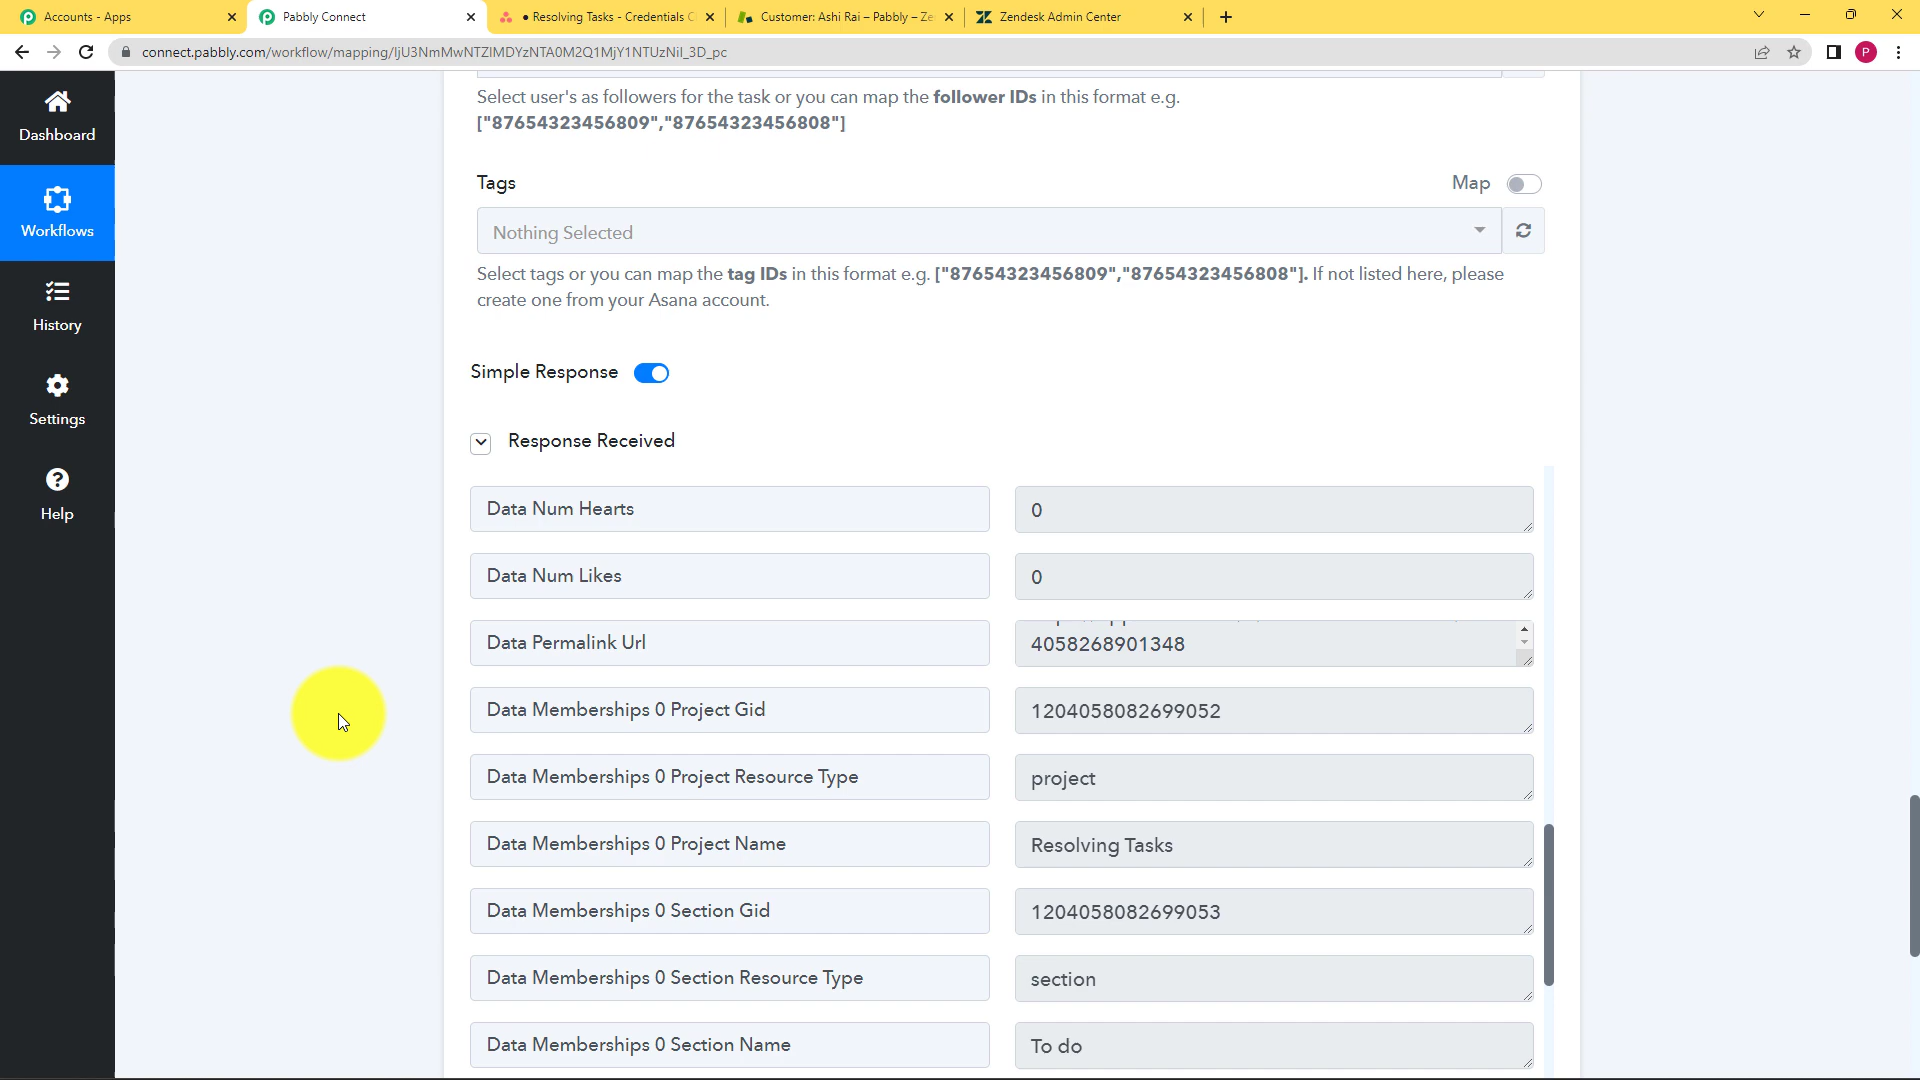 Accounts - Apps
Pabbly Connect
• Resolving Tasks - Credentials C
Customer: Ashi Rai – Pabbly – Ze
Zendesk Admin Center
connect.pabbly.com/workflow/mapping/IjU3NmMwNTZlMDYzNTA0M2Q1MjY1NTUzNiI_3D_pc
P
Dashboard
Workflows
History
Settings
Help
Select user's as followers for the task or you can map the follower IDs in this format e.g.
["87654323456809","87654323456808"]
Tags
Map
Nothing Selected
Select tags or you can map the tag IDs in this format e.g. ["87654323456809","87654323456808"]. If not listed here, please
create one from your Asana account.
Simple Response
Response Received
Data Num Hearts
0
Data Num Likes
0
Data Permalink Url
4058268901348
Data Memberships 0 Project Gid
1204058082699052
Data Memberships 0 Project Resource Type
project
Data Memberships 0 Project Name
Resolving Tasks
Data Memberships 0 Section Gid
1204058082699053
Data Memberships 0 Section Resource Type
section
Data Memberships 0 Section Name
To do